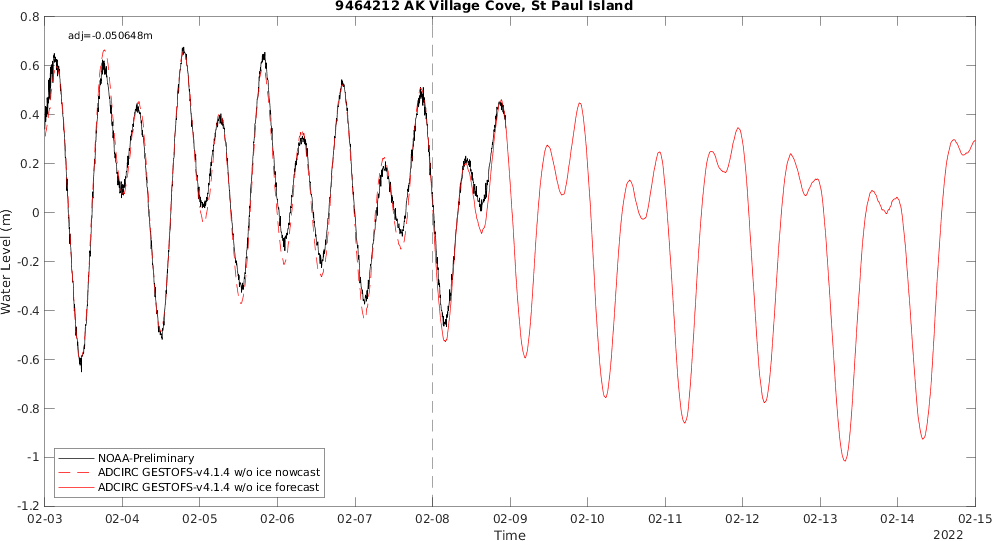 9464212 AK Village Cove, St Paul Island
adj=-0.050648m
0.8
0.6
0.4
0.2
0
-0.2
-0.4
-0.6
-0.8
-1
-1.2
Water Level (m)
NOAA-Preliminary
ADCIRC GESTOFS-v4.1.4 w/o ice nowcast
ADCIRC GESTOFS-v4.1.4 w/o ice forecast
02-03 02-04 02-05 02-06 02-07 02-08 02-09 02-10 02-11 02-12 02-13 02-14 02-15
Time
2022